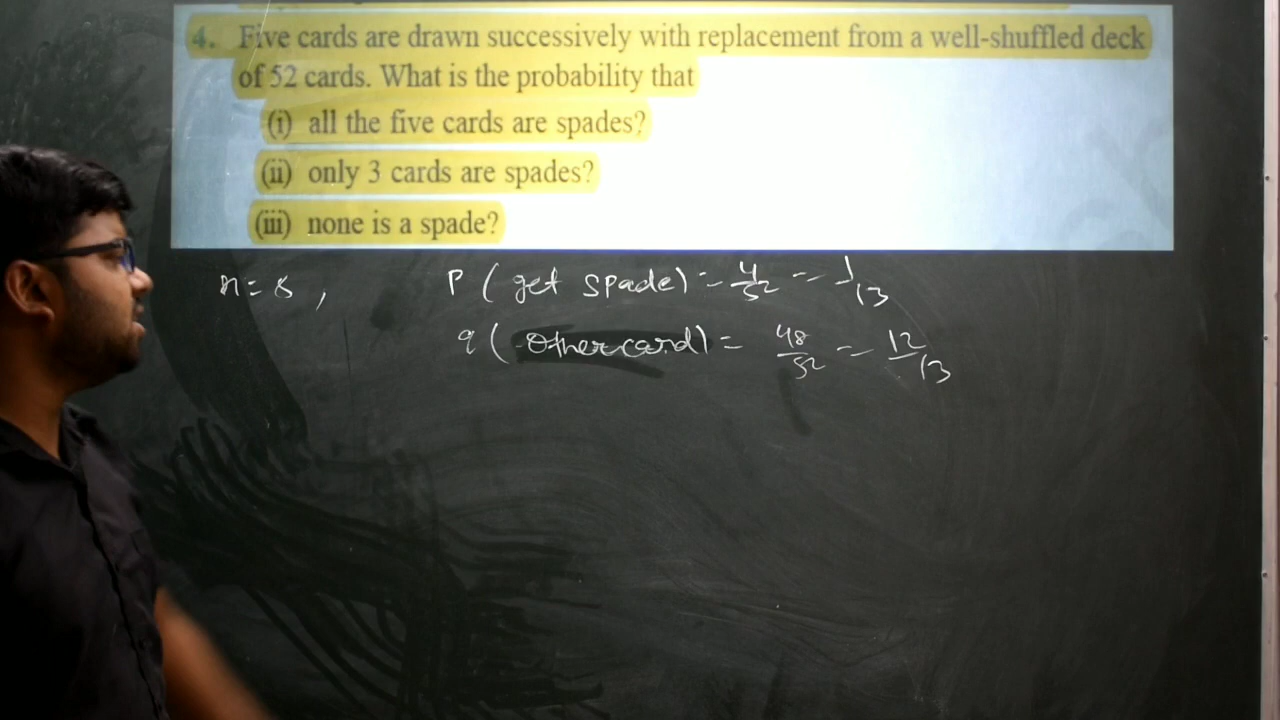 4. Five cards are drawn successively with replacement from a well-shuffled deck
of 52 cards. What is the probability that
(i) all the five cards are spades?
(ii) only 3 cards are spades?
(iii) none is a spade?
n=5, P(get spade) = 4/52 = 1/13
q(other card) = 48/52 = 12/13